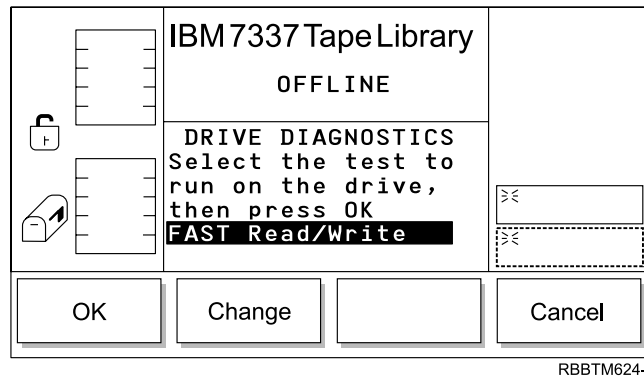 IBM 7337 Tape Library
OFFLINE
DRIVE DIAGNOSTICS
Select the test to
run on the drive,
then press OK
FAST Read/Write
OK
Change
Cancel
RBBTM624-